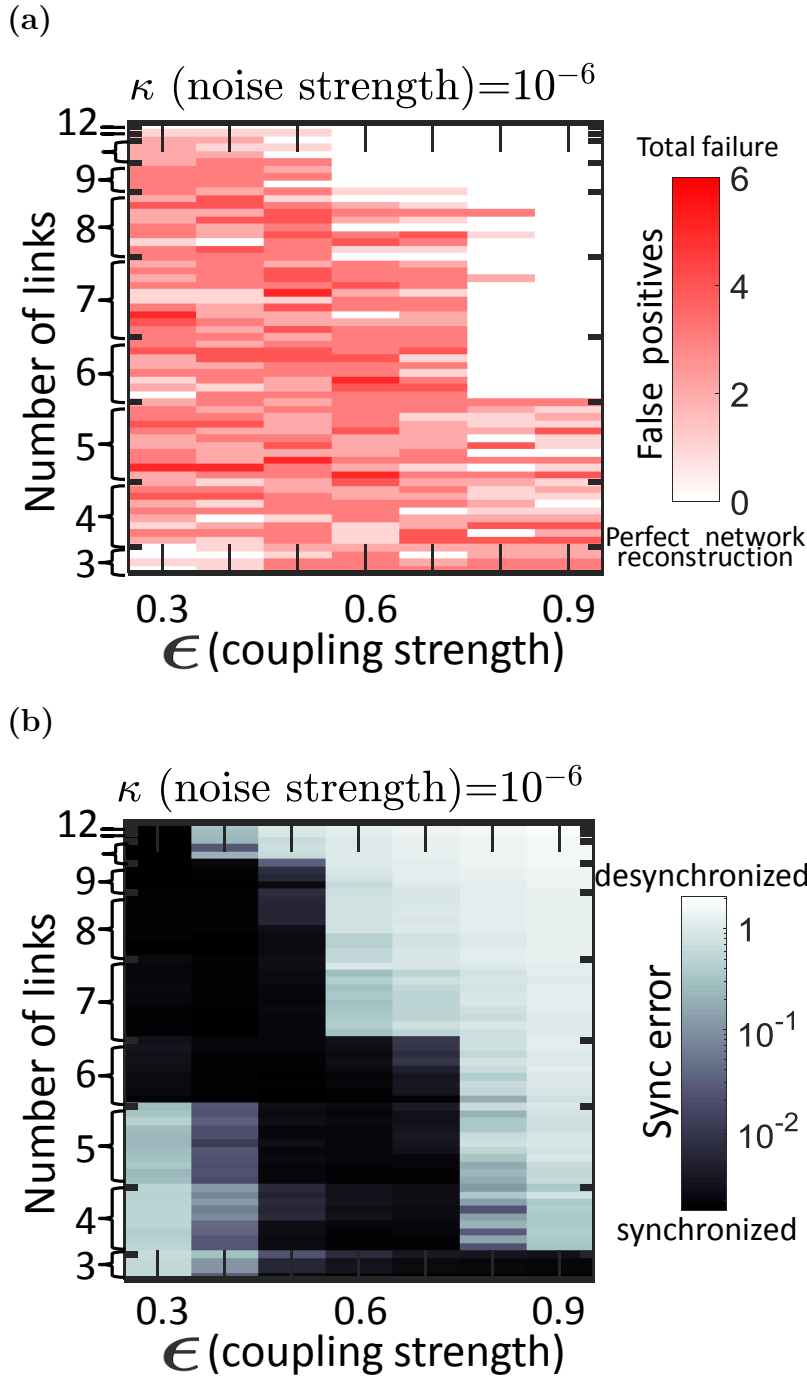 (a)
κ (noise strength)=10⁻⁶
12
9
8
7
6
5
4
3
Number of links
0.3 0.6 0.9
ϵ (coupling strength)
Total failure
6
4
2
0
False positives
Perfect network
reconstruction
(b)
κ (noise strength)=10⁻⁶
12
9
8
7
6
5
4
3
Number of links
0.3 0.6 0.9
ϵ (coupling strength)
desynchronized
1
10⁻¹
10⁻²
Sync error
synchronized